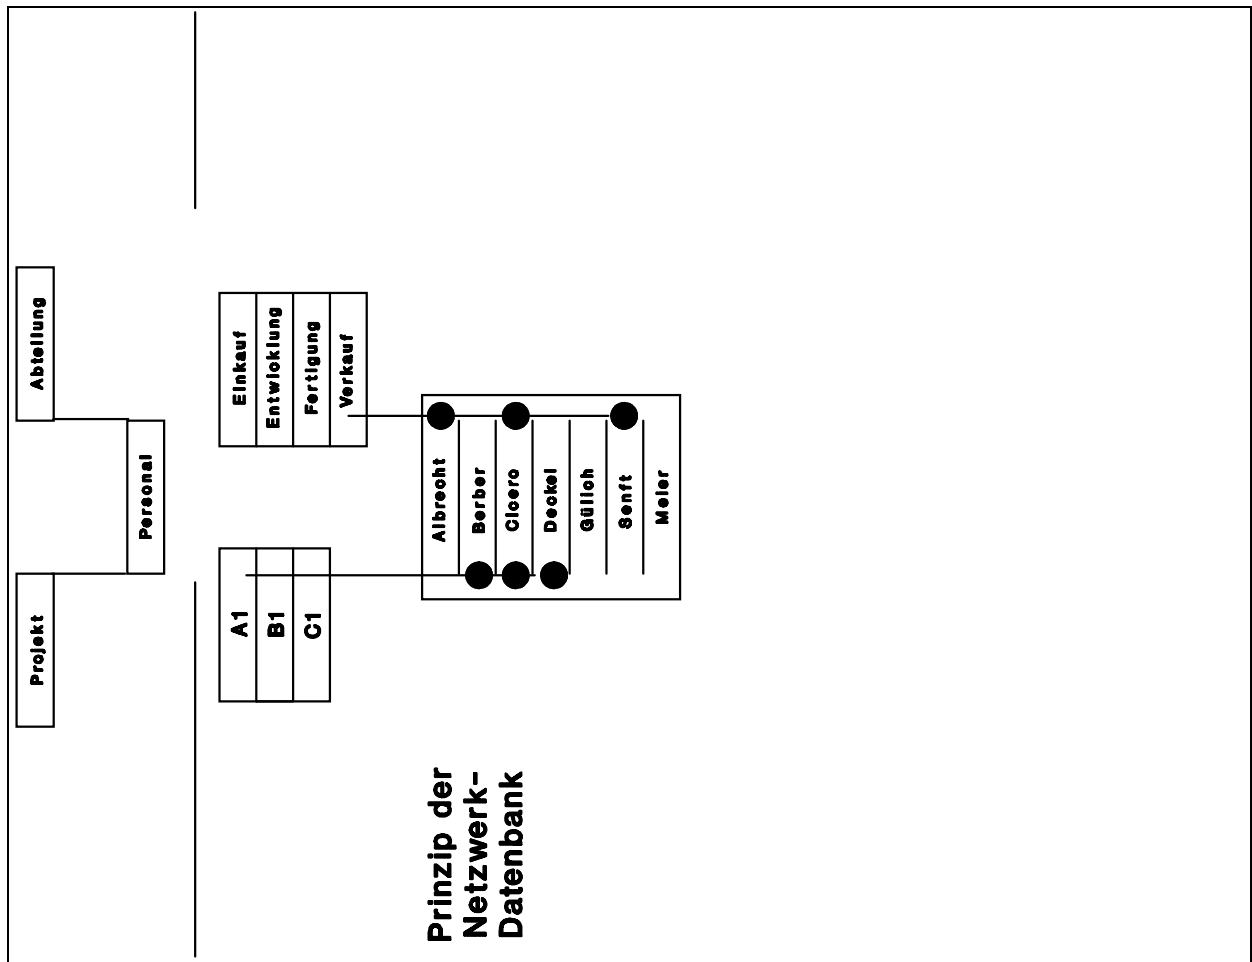 Projekt
Abteilung
Personal
A1
B1
C1
Einkauf
Entwicklung
Fertigung
Verkauf
Albrecht
Berber
Cicero
Deckel
Güllich
Senft
Meier
Prinzip der
Netzwerk-
Datenbank